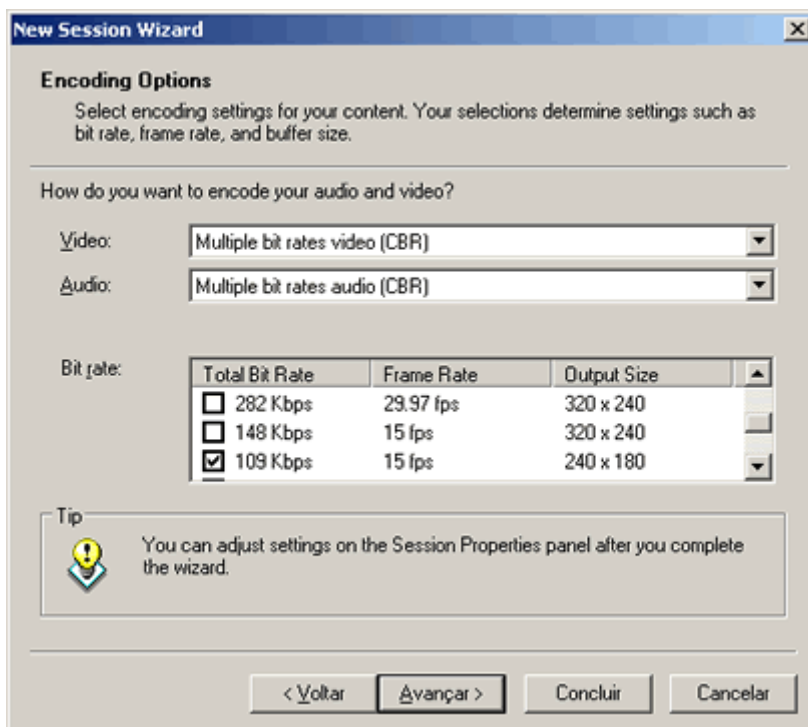 New Session Wizard
Encoding Options
Select encoding settings for your content. Your selections determine settings such as
bit rate, frame rate, and buffer size.
How do you want to encode your audio and video?
Video: Multiple bit rates video (CBR)
Audio: Multiple bit rates audio (CBR)
Bit rate:
Total Bit Rate Frame Rate Output Size
282 Kbps 29.97 fps 320 x 240
148 Kbps 15 fps 320 x 240
109 Kbps 15 fps 240 x 180
Tip
You can adjust settings on the Session Properties panel after you complete
the wizard.
< Voltar Avançar > Concluir Cancelar